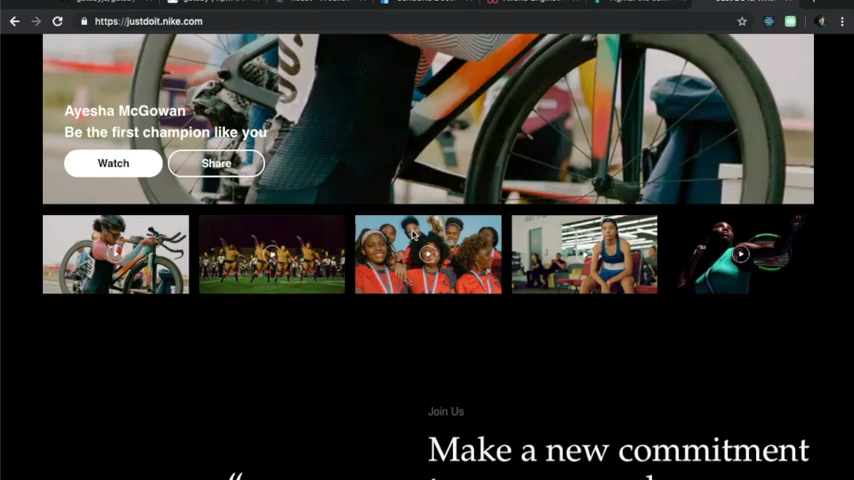 https://justdoit.nike.com
Ayesha McGowan
Be the first champion like you
Watch
Share
Join Us
Make a new commitment
“